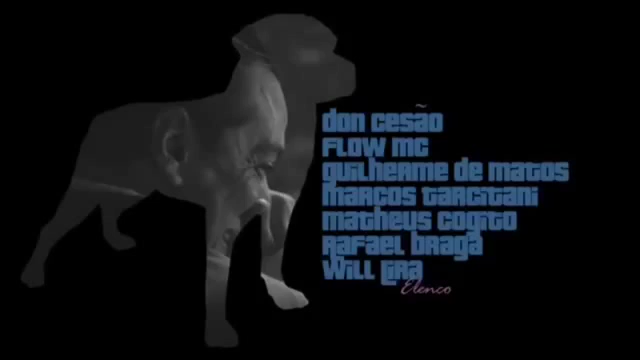 DON CESÃO
FLOW MC
GUILHERME DE MATOS
MARCOS TARCITANI
MATHEUS COGITO
RAFAEL BRAGA
WILL LIRA
Elenco